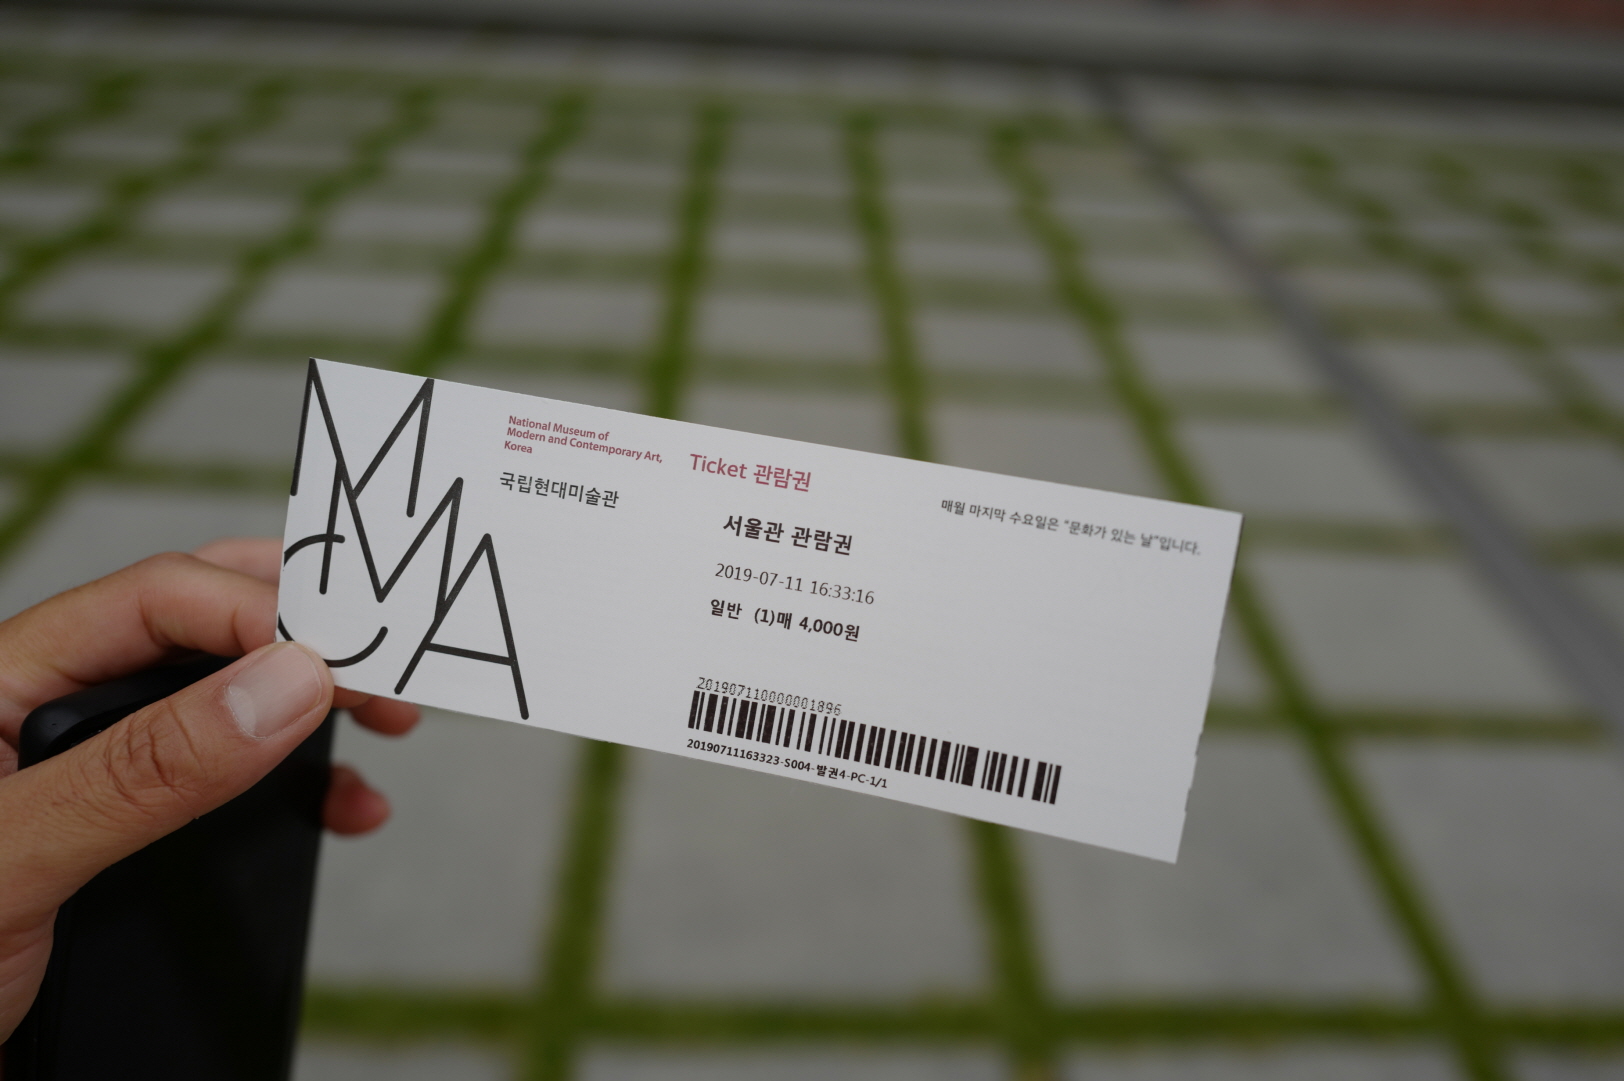 MMCA
National Museum of
Modern and Contemporary Art,
Korea
국립현대미술관
Ticket 관람권
매월 마지막 수요일은 "문화가 있는 날"입니다.
서울관 관람권
2019-07-11 16:33:16
일반 (1)매 4,000원
201907110000001896
20190711163323-S004-발권4-PC-1/1